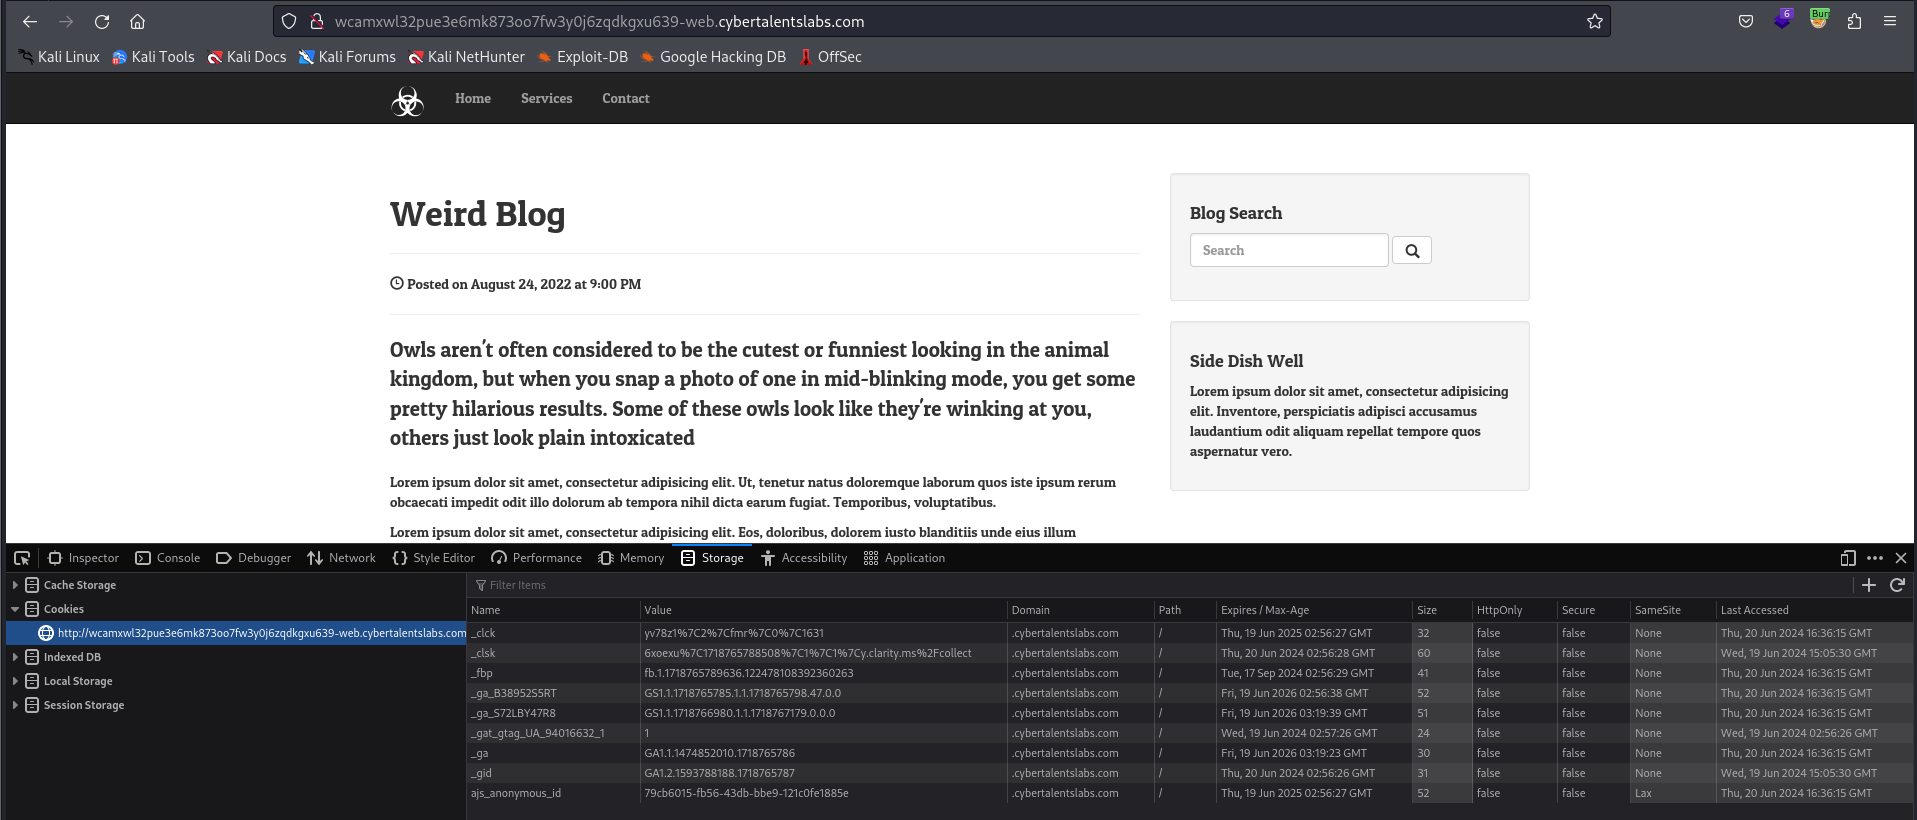 wcamxwl32pue3e6mk873oo7fw3y0j6zqdkgxu639-web.cybertalentslabs.com
6
Kali Linux Kali Tools Kali Docs Kali Forums Kali NetHunter Exploit-DB Google Hacking DB OffSec
Home Services Contact
Weird Blog
Posted on August 24, 2022 at 9:00 PM
Owls aren't often considered to be the cutest or funniest looking in the animal
kingdom, but when you snap a photo of one in mid-blinking mode, you get some
pretty hilarious results. Some of these owls look like they're winking at you,
others just look plain intoxicated
Lorem ipsum dolor sit amet, consectetur adipisicing elit. Ut, tenetur natus doloremque laborum quos iste ipsum rerum
obcaecati impedit odit illo dolorum ab tempora nihil dicta earum fugiat. Temporibus, voluptatibus.
Lorem ipsum dolor sit amet, consectetur adipisicing elit. Eos, doloribus, dolorem iusto blanditiis unde eius illum
Blog Search
Search
Side Dish Well
Lorem ipsum dolor sit amet, consectetur adipisicing
elit. Inventore, perspiciatis adipisci accusamus
laudantium odit aliquam repellat tempore quos
aspernatur vero.
Inspector Console Debugger Network Style Editor Performance Memory Storage Accessibility Application
Cache Storage
Cookies
http://wcamxwl32pue3e6mk873oo7fw3y0j6zqdkgxu639-web.cybertalentslabs.com
Indexed DB
Local Storage
Session Storage
Filter Items
Name Value Domain Path Expires / Max-Age Size HttpOnly Secure SameSite Last Accessed
_clck yv78z1%7C2%7Cfmr%7C0%7C1631 .cybertalentslabs.com / Thu, 19 Jun 2025 02:56:27 GMT 32 false false None Thu, 20 Jun 2024 16:36:15 GMT
_clsk 6xoexu%7C1718765788508%7C1%7C1%7Cy.clarity.ms%2Fcollect .cybertalentslabs.com / Thu, 20 Jun 2024 02:56:28 GMT 60 false false None Wed, 19 Jun 2024 15:05:30 GMT
_fbp fb.1.1718765789636.122478108392360263 .cybertalentslabs.com / Tue, 17 Sep 2024 02:56:29 GMT 41 false false None Thu, 20 Jun 2024 16:36:15 GMT
_ga_B38952S5RT GS1.1.1718765785.1.1.1718765798.47.0.0 .cybertalentslabs.com / Fri, 19 Jun 2026 02:56:38 GMT 52 false false None Thu, 20 Jun 2024 16:36:15 GMT
_ga_S72LBY47R8 GS1.1.1718766980.1.1.1718767179.0.0.0 .cybertalentslabs.com / Fri, 19 Jun 2026 03:19:39 GMT 51 false false None Thu, 20 Jun 2024 16:36:15 GMT
_gat_gtag_UA_94016632_1 1 .cybertalentslabs.com / Wed, 19 Jun 2024 02:57:26 GMT 24 false false None Wed, 19 Jun 2024 02:56:26 GMT
_ga GA1.1.1474852010.1718765786 .cybertalentslabs.com / Fri, 19 Jun 2026 03:19:23 GMT 30 false false None Thu, 20 Jun 2024 16:36:15 GMT
_gid GA1.2.1593788188.1718765787 .cybertalentslabs.com / Thu, 20 Jun 2024 02:56:26 GMT 31 false false None Wed, 19 Jun 2024 15:05:30 GMT
ajs_anonymous_id 79cb6015-fb56-43db-bbe9-121c0fe1885e .cybertalentslabs.com / Thu, 19 Jun 2025 02:56:27 GMT 52 false false Lax Thu, 20 Jun 2024 16:36:15 GMT